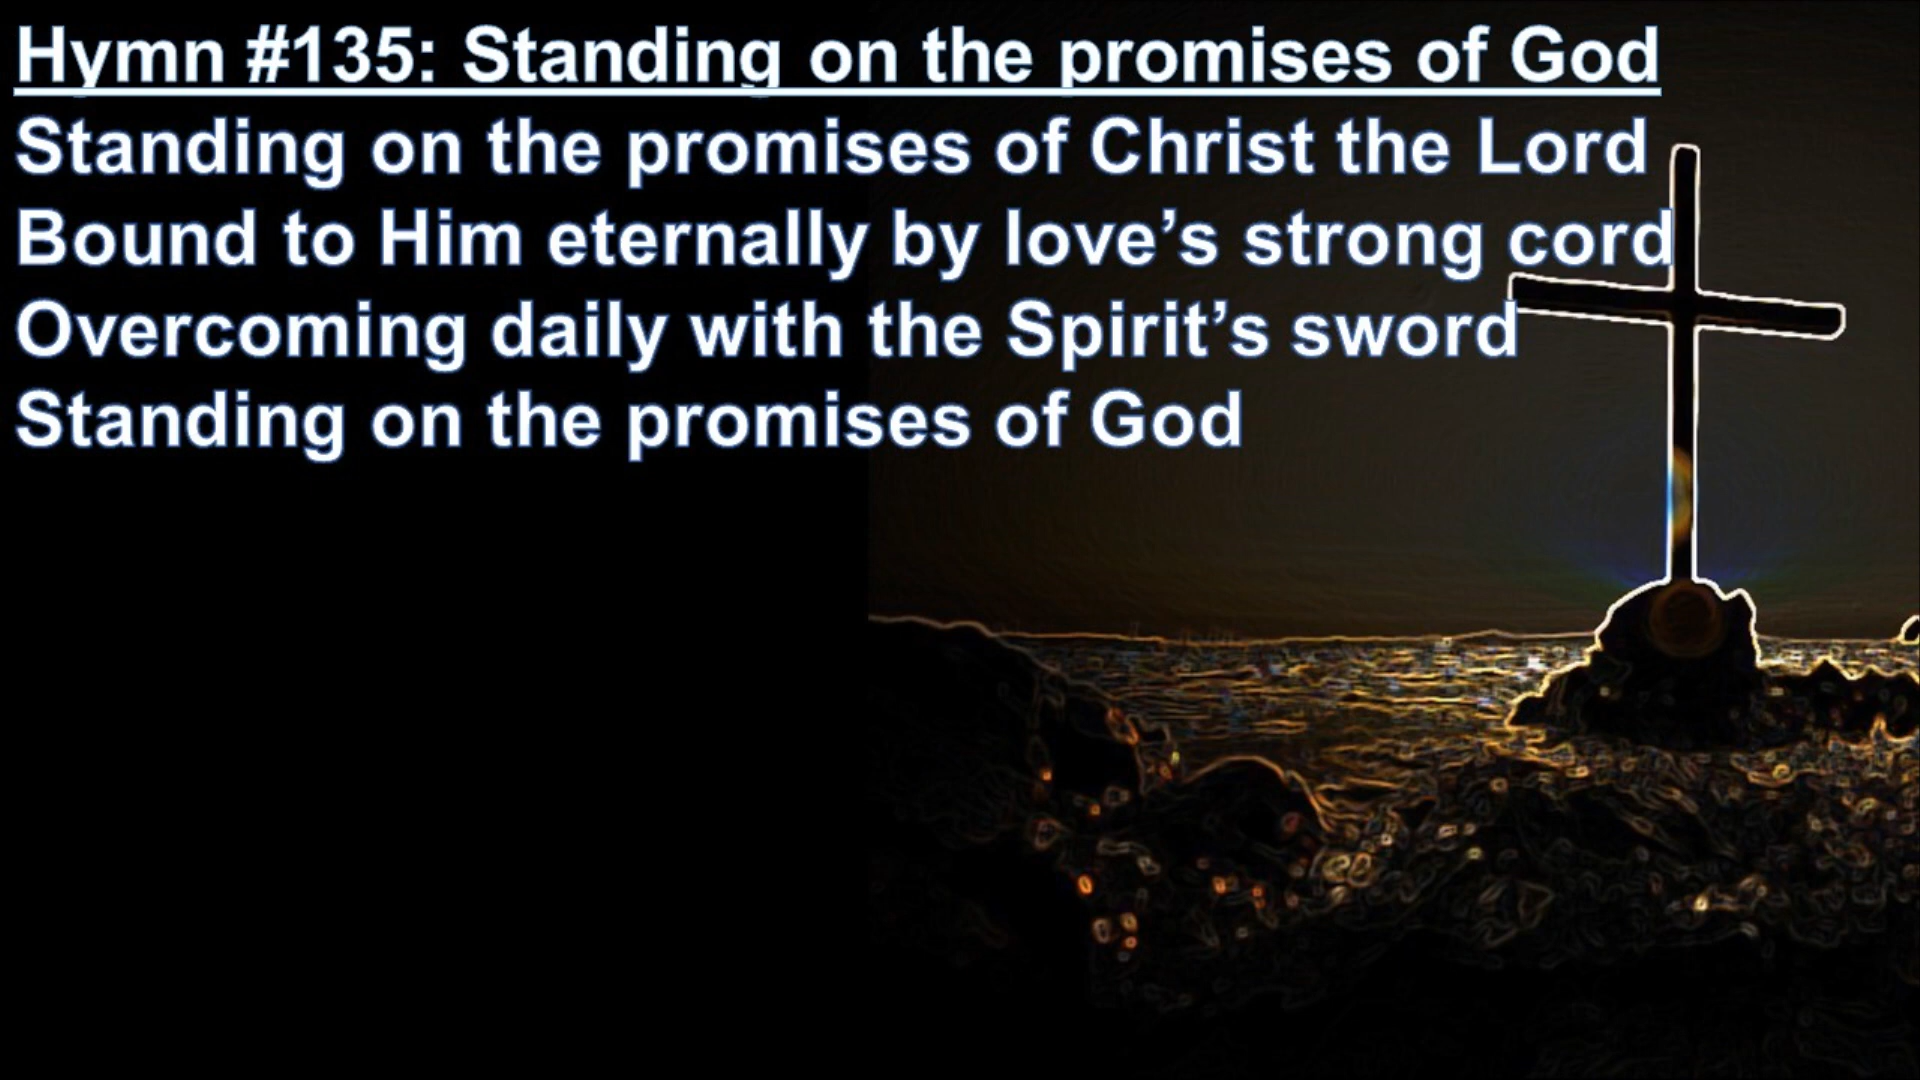 Hymn #135: Standing on the promises of God
Standing on the promises of Christ the Lord
Bound to Him eternally by love’s strong cord
Overcoming daily with the Spirit’s sword
Standing on the promises of God